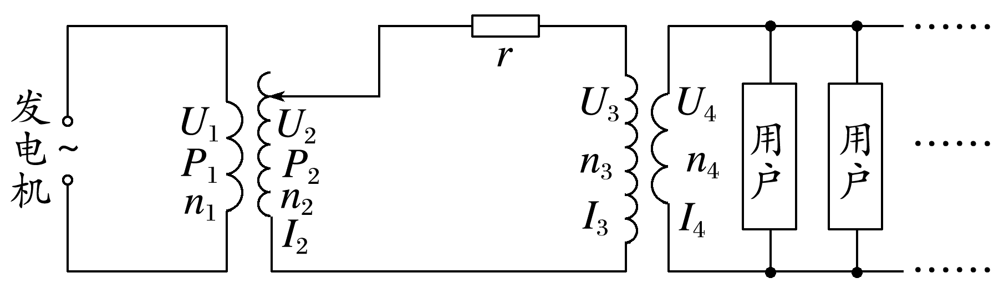 发电机
~
U₁
P₁
n₁
U₂
P₂
n₂
I₂
r
U₃
n₃
I₃
U₄
n₄
I₄
用户
用户
……
……
……